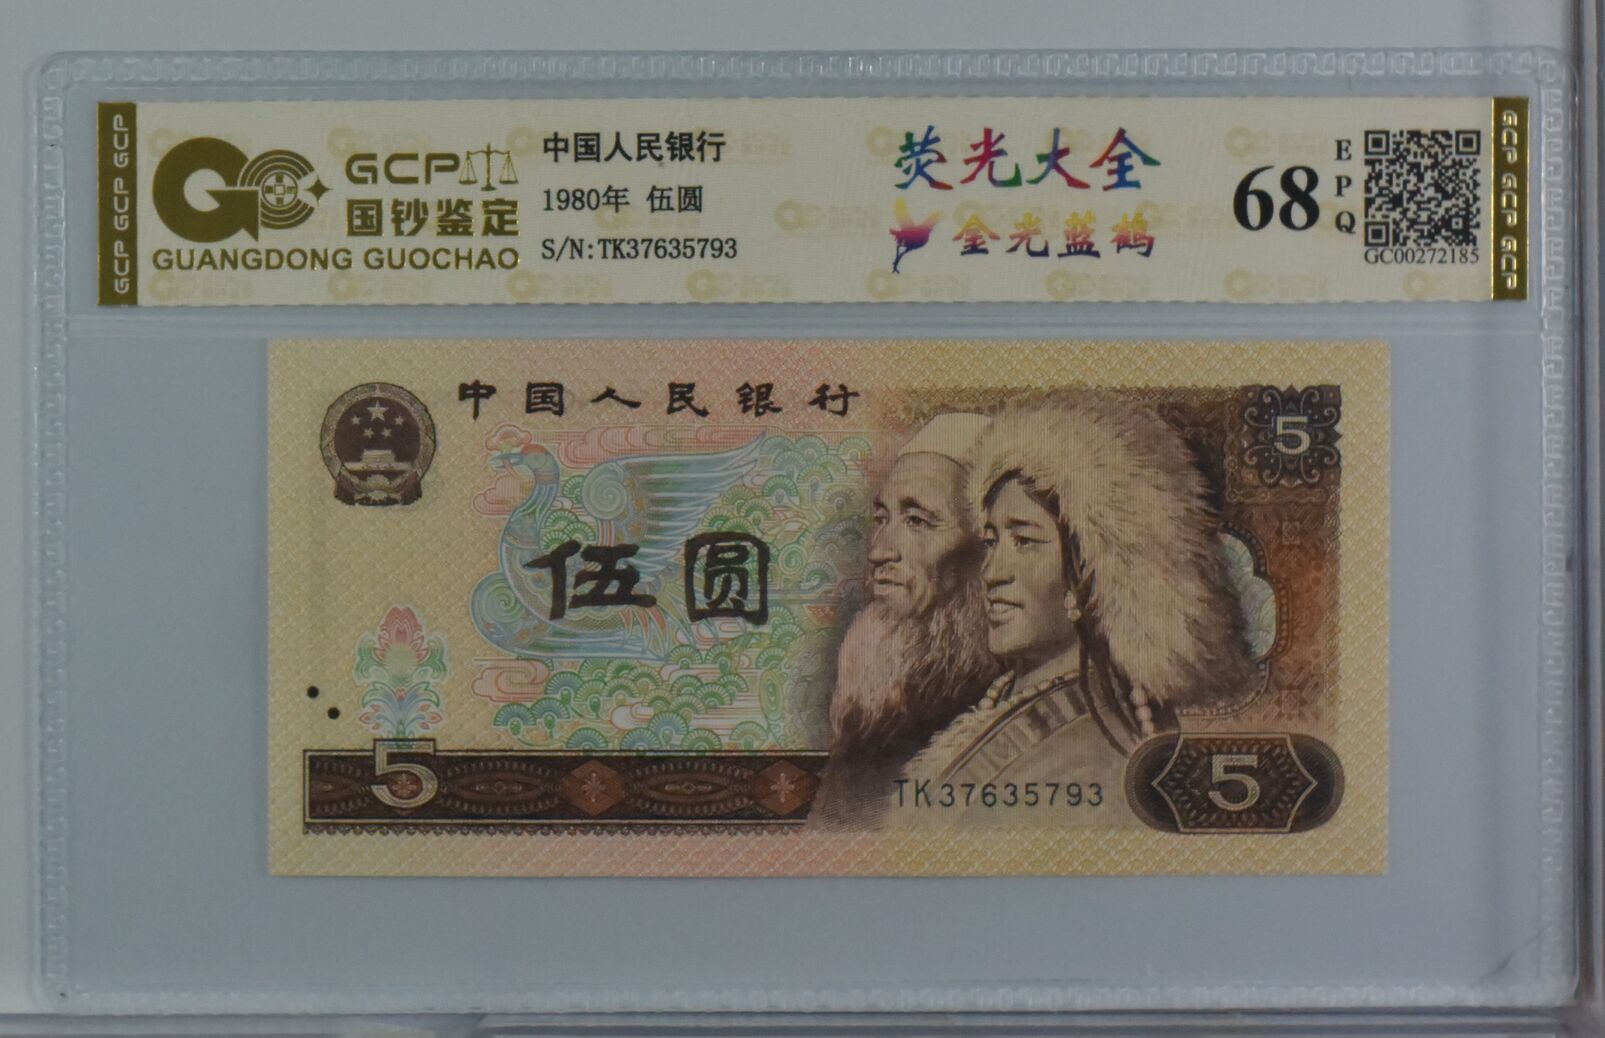 GCP GCP GCP
GCP
国钞鉴定
GUANGDONG GUOCHAO
中国人民银行
1980年 伍圆
S/N:TK37635793
荧光大全
金光蓝鹤
68
EPQ
GC00272185
GCP GCP GCP
中国人民银行
5
伍圆
5
TK37635793
5